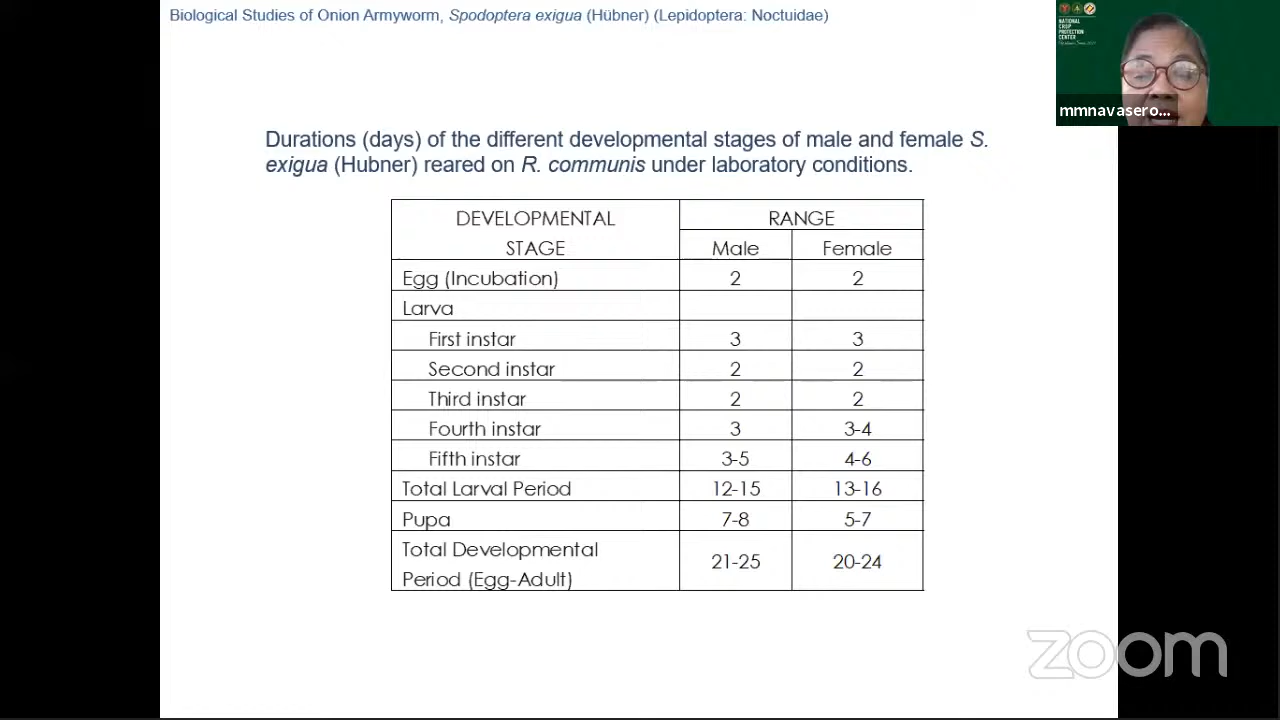 Biological Studies of Onion Armyworm, Spodoptera exigua (Hübner) (Lepidoptera: Noctuidae)
NATIONAL
CROP
PROTECTION
CENTER
mmnavasero...
Durations (days) of the different developmental stages of male and female S.
exigua (Hubner) reared on R. communis under laboratory conditions.
DEVELOPMENTAL STAGE RANGE
Male Female
Egg (Incubation) 2 2
Larva
First instar 3 3
Second instar 2 2
Third instar 2 2
Fourth instar 3 3-4
Fifth instar 3-5 4-6
Total Larval Period 12-15 13-16
Pupa 7-8 5-7
Total Developmental
Period (Egg-Adult) 21-25 20-24
zoom